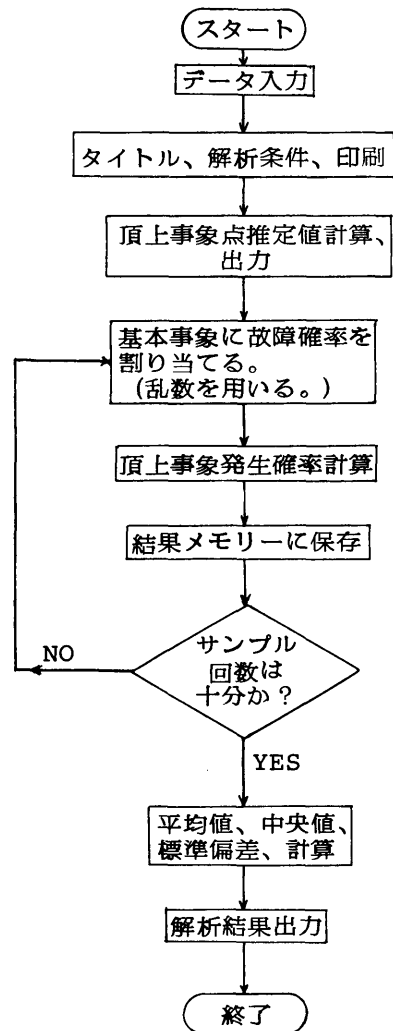 スタート
データ入力
タイトル、解析条件、印刷
頂上事象点推定値計算、
出力
基本事象に故障確率を
割り当てる。
(乱数を用いる。)
頂上事象発生確率計算
結果メモリーに保存
サンプル
回数は
十分か?
NO
YES
平均値、中央値、
標準偏差、計算
解析結果出力
終了